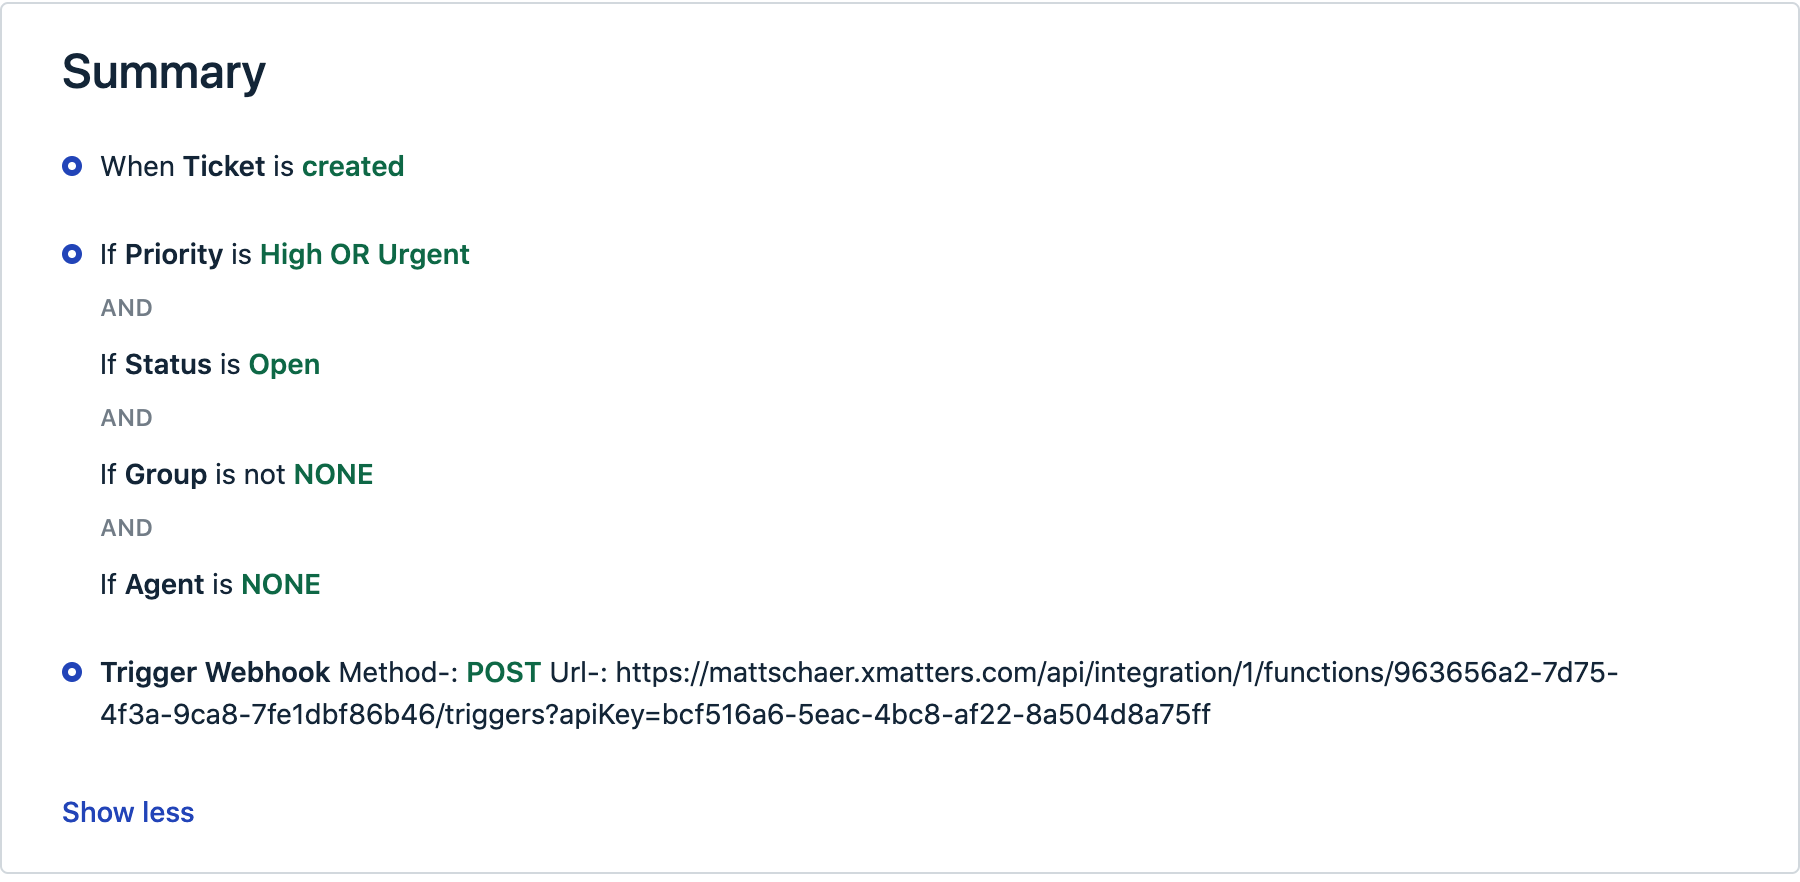 Summary
When Ticket is created
If Priority is High OR Urgent
AND
If Status is Open
AND
If Group is not NONE
AND
If Agent is NONE
Trigger Webhook Method-: POST Url-: https://mattschaer.xmatters.com/api/integration/1/functions/963656a2-7d75-
4f3a-9ca8-7fe1dbf86b46/triggers?apiKey=bcf516a6-5eac-4bc8-af22-8a504d8a75ff
Show less